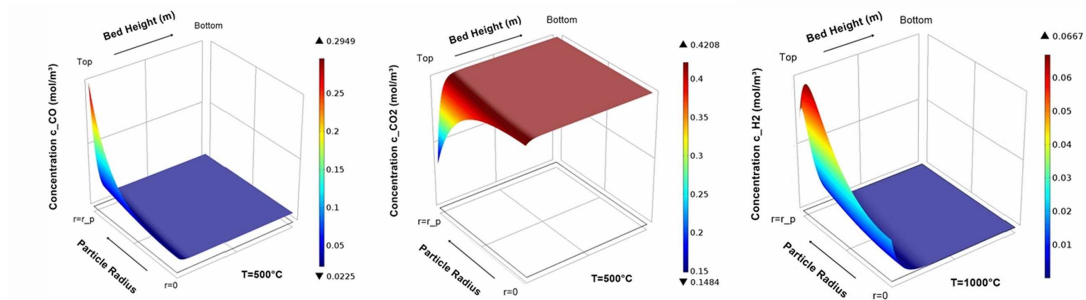 Bed Height (m)
Bottom
Top
Concentration c_CO (mol/m³)
r=r_p
Particle Radius
r=0
T=500°C
▲ 0.2949
0.25
0.2
0.15
0.1
0.05
▼ 0.0225
Bed Height (m)
Bottom
Top
Concentration c_CO2 (mol/m³)
r=r_p
Particle Radius
r=0
T=500°C
▲ 0.4208
0.4
0.35
0.3
0.25
0.2
0.15
▼ 0.1484
Bed Height (m)
Bottom
Top
Concentration c_H2 (mol/m³)
r=r_p
Particle Radius
r=0
T=1000°C
▲ 0.0667
0.06
0.05
0.04
0.03
0.02
0.01